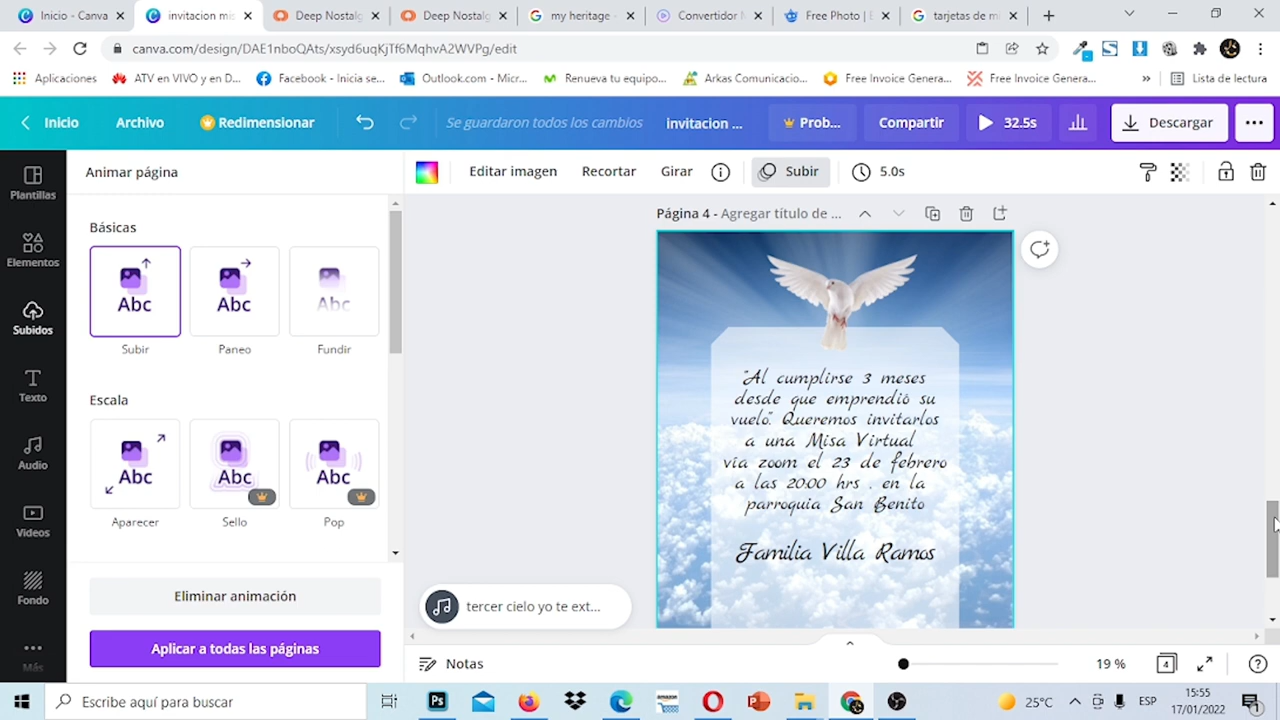 Inicio - Canva
invitacion mis
Deep Nostalg
Deep Nostalg
my heritage -
Convertidor M
Free Photo | E
tarjetas de m
canva.com/design/DAE1nboQAts/xsyd6uqKjTf6MqhvA2WVPg/edit
Aplicaciones
ATV en VIVO y en D...
Facebook - Inicia se...
Outlook.com - Micr...
Renueva tu equipo...
Arkas Comunicacio...
Free Invoice Genera...
Free Invoice Genera...
Lista de lectura
Inicio
Archivo
Redimensionar
Se guardaron todos los cambios
invitacion ...
Prob...
Compartir
32.5s
Descargar
Plantillas
Elementos
Subidos
Texto
Audio
Videos
Fondo
Más
Animar página
Básicas
Abc
Abc
Abc
Subir
Paneo
Fundir
Escala
Abc
Abc
Abc
Aparecer
Sello
Pop
Eliminar animación
Aplicar a todas las páginas
Editar imagen
Recortar
Girar
Subir
5.0s
Página 4 - Agregar título de ...
"Al cumplirse 3 meses
desde que emprendió su
vuelo". Queremos invitarlos
a una Misa Virtual
vía zoom el 23 de febrero
a las 20:00 hrs . en la
parroquia San Benito
Familia Villa Ramos
tercer cielo yo te ext...
Notas
19 %
4
Escribe aquí para buscar
Ps
25°C
ESP
15:55
17/01/2022
1